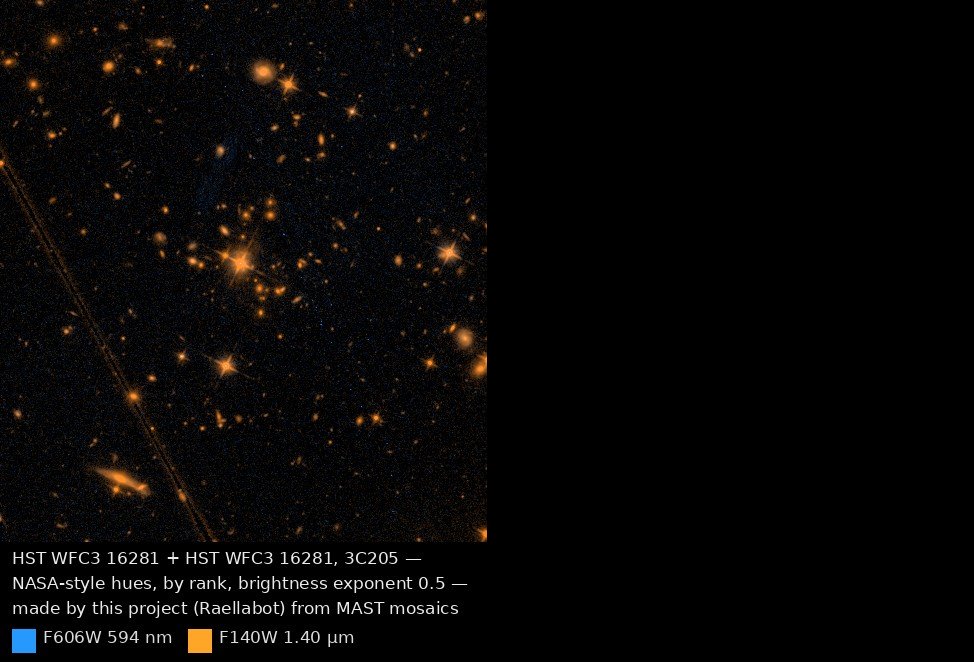 HST WFC3 16281 + HST WFC3 16281, 3C205 —
NASA-style hues, by rank, brightness exponent 0.5 —
made by this project (Raellabot) from MAST mosaics
F606W 594 nm F140W 1.40 µm